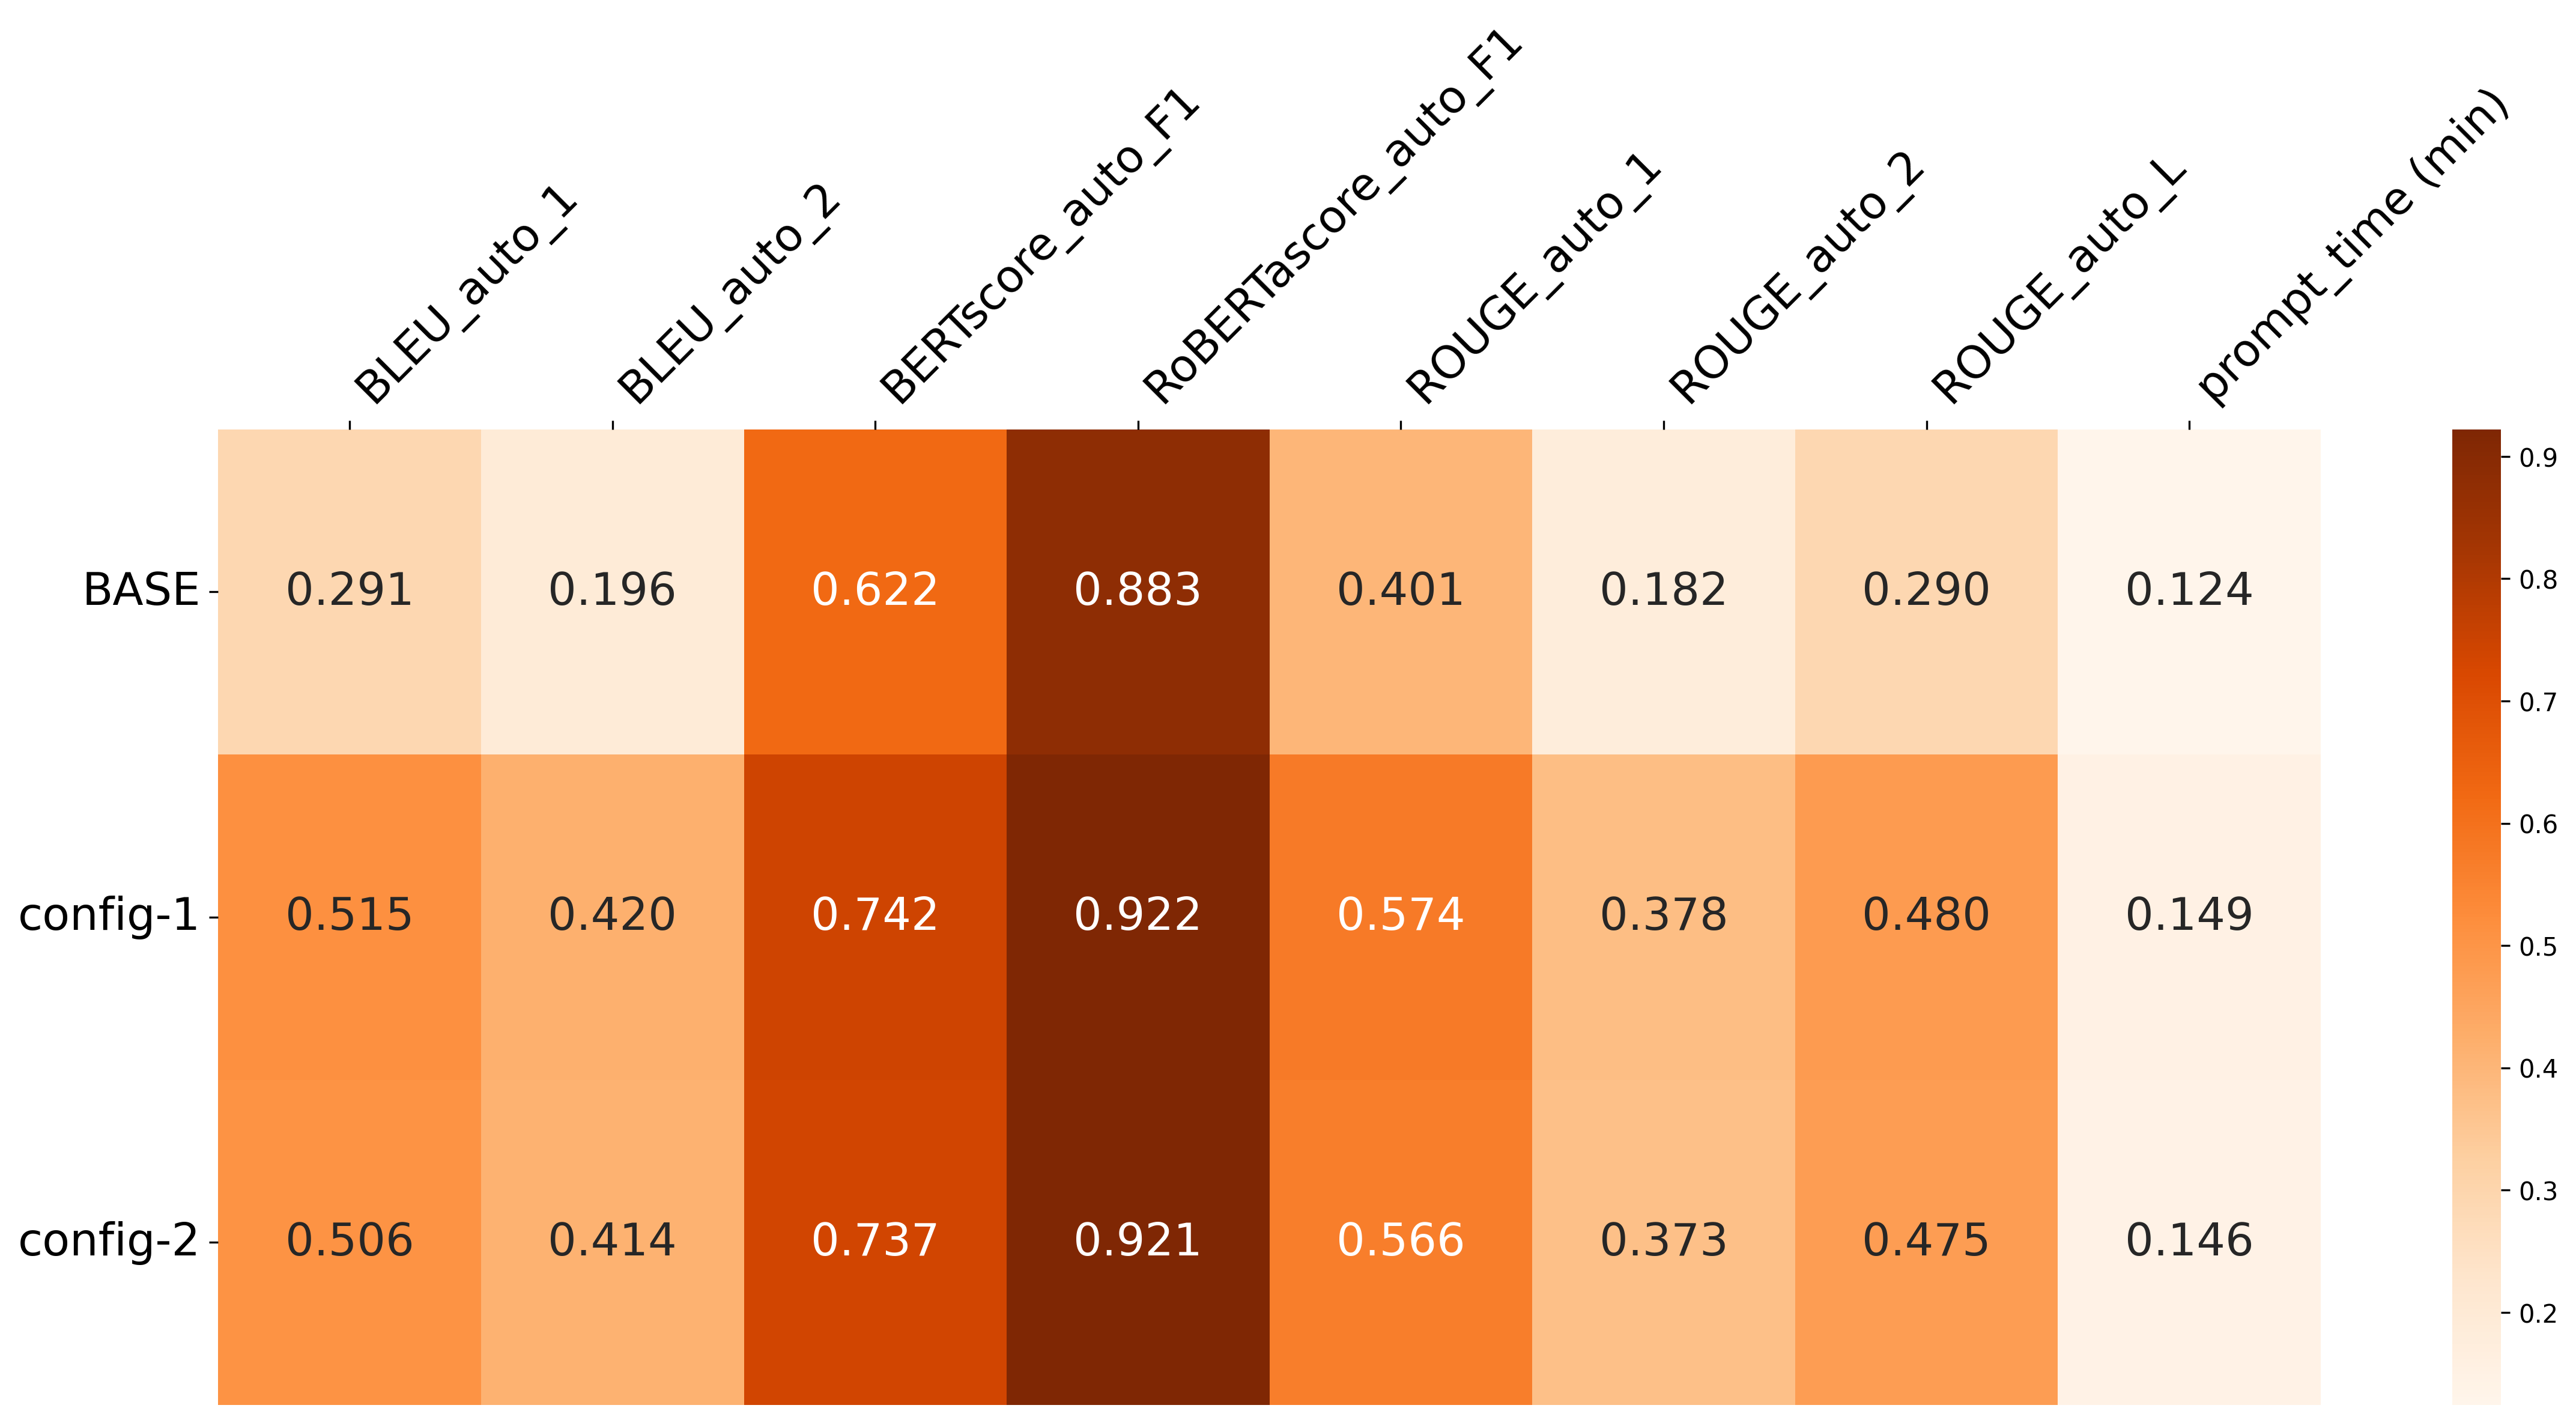 BLEU_auto_1
BLEU_auto_2
BERTscore_auto_F1
RoBERTascore_auto_F1
ROUGE_auto_1
ROUGE_auto_2
ROUGE_auto_L
prompt_time (min)
BASE 0.291 0.196 0.622 0.883 0.401 0.182 0.290 0.124
config-1 0.515 0.420 0.742 0.922 0.574 0.378 0.480 0.149
config-2 0.506 0.414 0.737 0.921 0.566 0.373 0.475 0.146
0.9
0.8
0.7
0.6
0.5
0.4
0.3
0.2